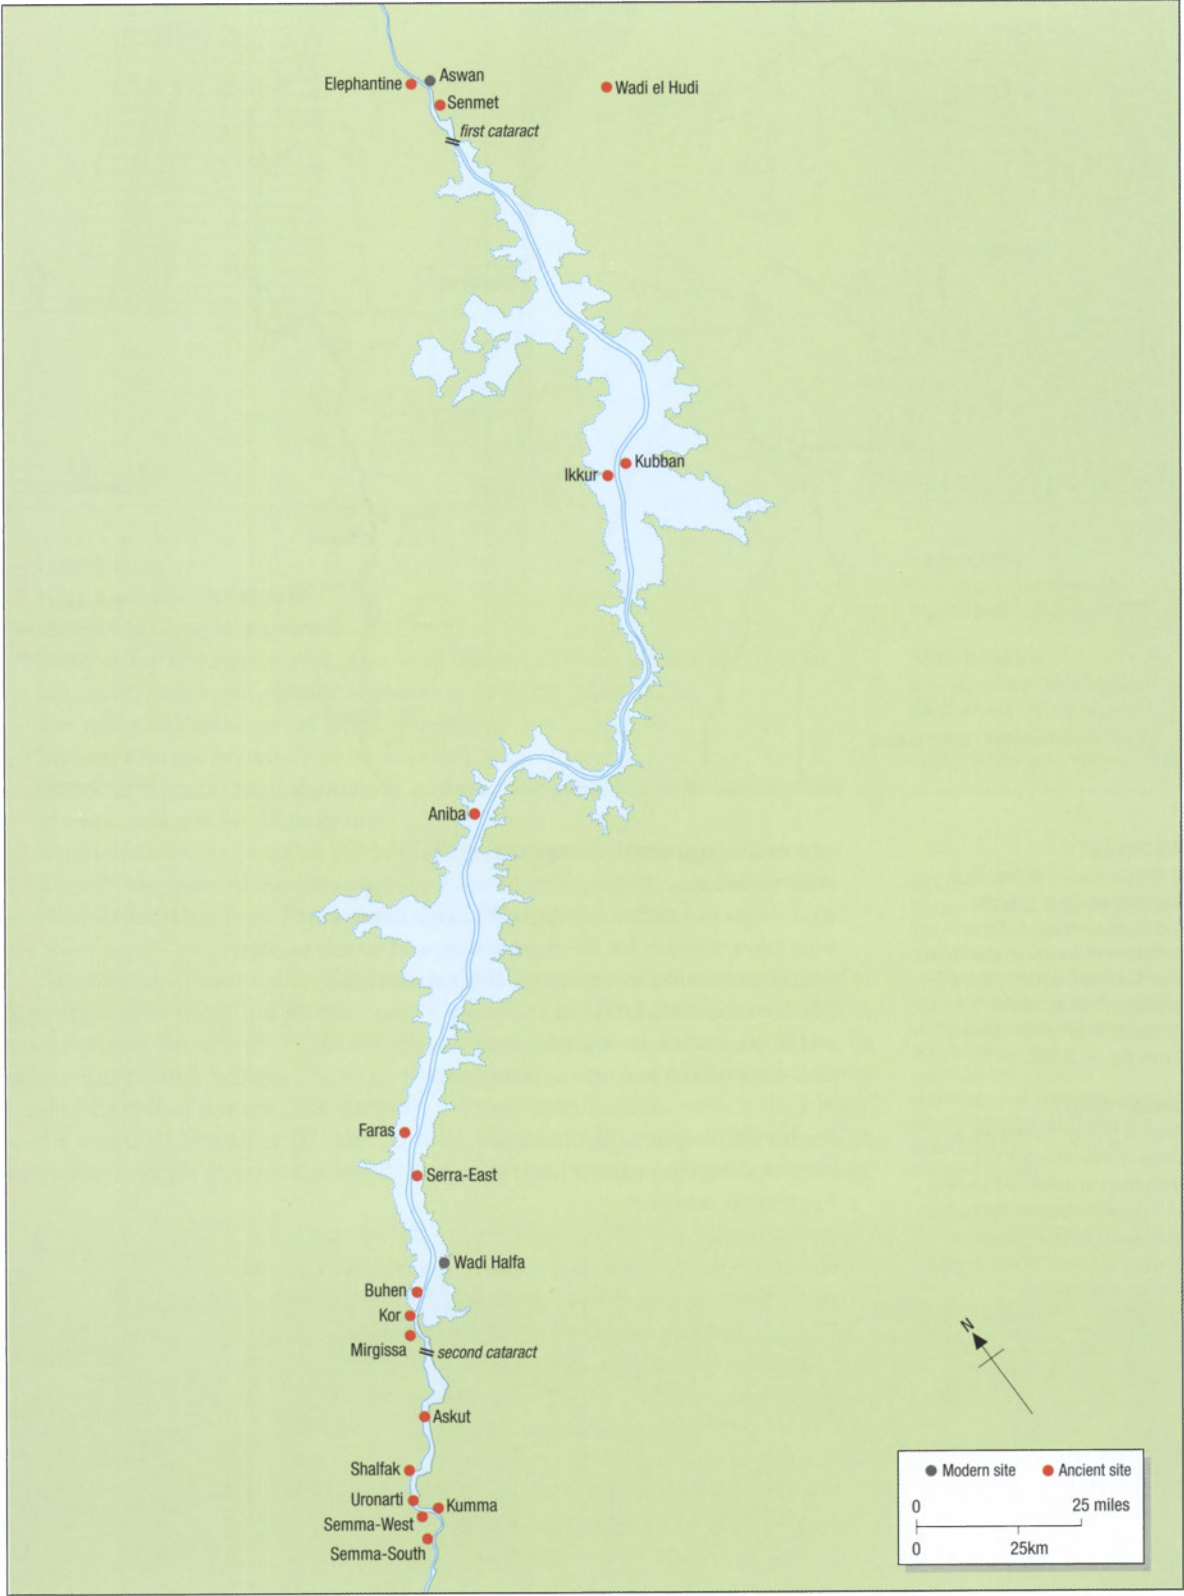 Aswan
Elephantine
Wadi el Hudi
Senmet
first cataract
Kubban
Ikkur
Aniba
Faras
Serra-East
Wadi Halfa
Buhen
Kor
Mirgissa
second cataract
Askut
Shalfak
Uronarti
Kumma
Semma-West
Semma-South
N
Modern site
Ancient site
0 25 miles
0 25km